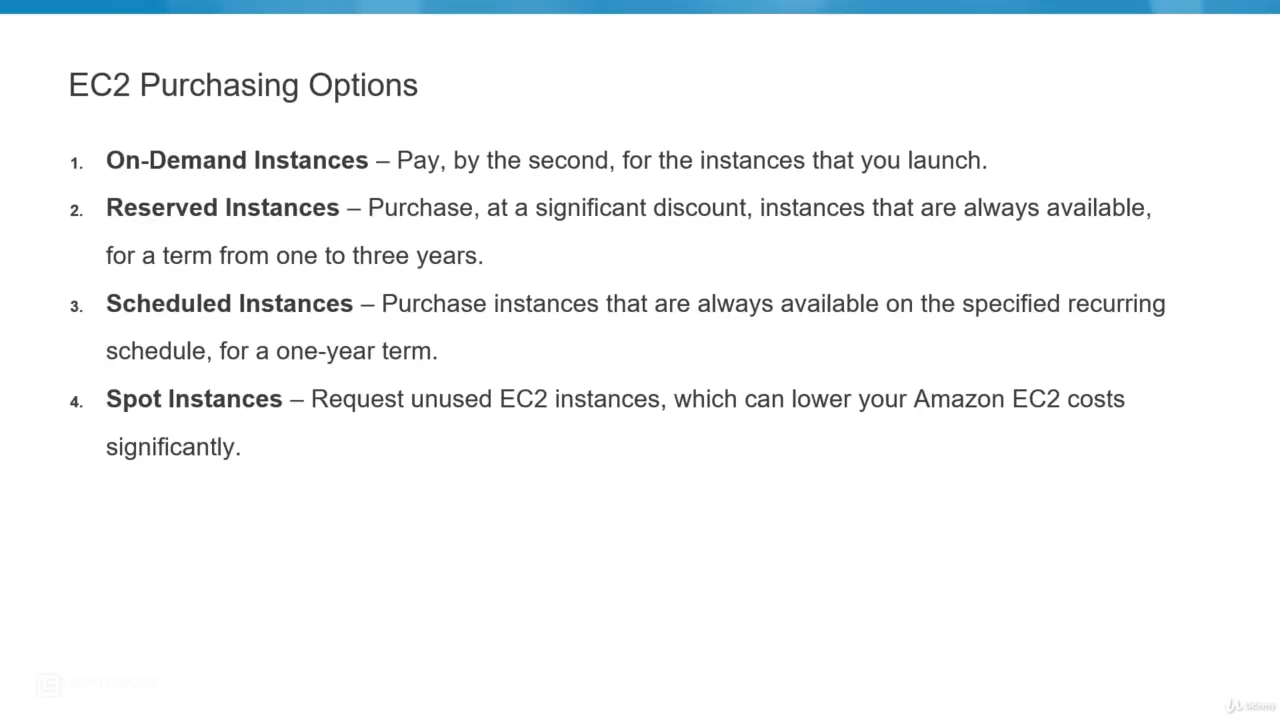 EC2 Purchasing Options
1. On-Demand Instances – Pay, by the second, for the instances that you launch.
2. Reserved Instances – Purchase, at a significant discount, instances that are always available,
for a term from one to three years.
3. Scheduled Instances – Purchase instances that are always available on the specified recurring
schedule, for a one-year term.
4. Spot Instances – Request unused EC2 instances, which can lower your Amazon EC2 costs
significantly.
Udemy